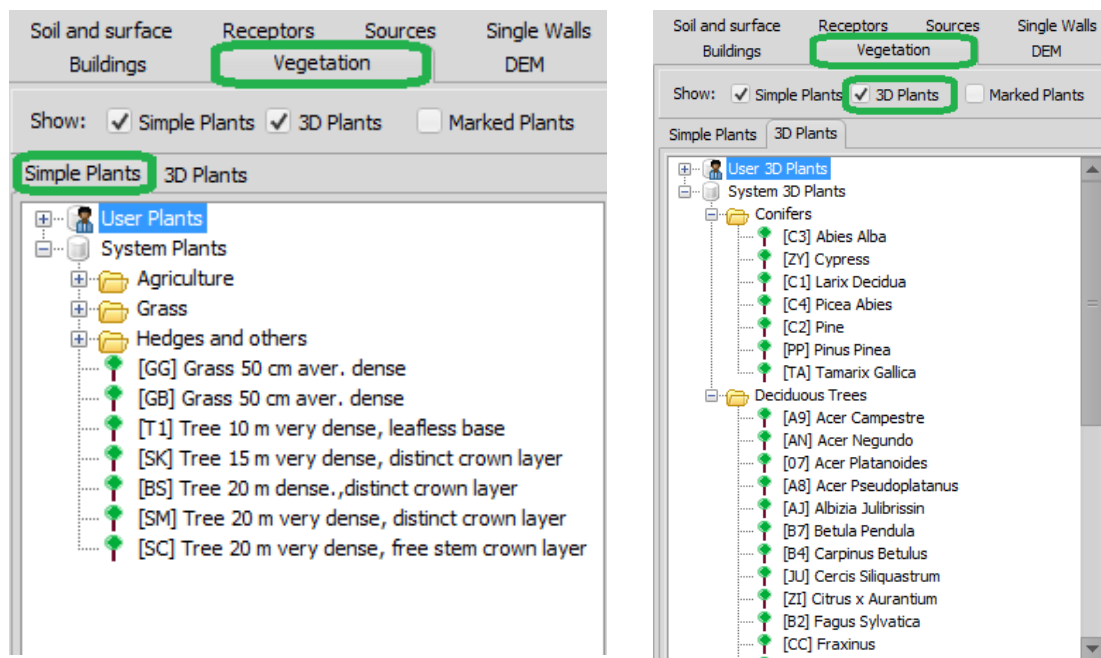 Soil and surface Receptors Sources Single Walls
Buildings Vegetation DEM
Show: Simple Plants 3D Plants Marked Plants
Simple Plants 3D Plants
User Plants
System Plants
Agriculture
Grass
Hedges and others
[GG] Grass 50 cm aver. dense
[GB] Grass 50 cm aver. dense
[T1] Tree 10 m very dense, leafless base
[SK] Tree 15 m very dense, distinct crown layer
[BS] Tree 20 m dense.,distinct crown layer
[SM] Tree 20 m very dense, distinct crown layer
[SC] Tree 20 m very dense, free stem crown layer
Soil and surface Receptors Sources Single Walls
Buildings Vegetation DEM
Show: Simple Plants 3D Plants Marked Plants
Simple Plants 3D Plants
User 3D Plants
System 3D Plants
Conifers
[C3] Abies Alba
[ZY] Cypress
[C1] Larix Decidua
[C4] Picea Abies
[C2] Pine
[PP] Pinus Pinea
[TA] Tamarix Gallica
Deciduous Trees
[A9] Acer Campestre
[AN] Acer Negundo
[07] Acer Platanoides
[A8] Acer Pseudoplatanus
[AJ] Albizia Julibrissin
[B7] Betula Pendula
[B4] Carpinus Betulus
[JU] Cercis Siliquastrum
[ZI] Citrus x Aurantium
[B2] Fagus Sylvatica
[CC] Fraxinus